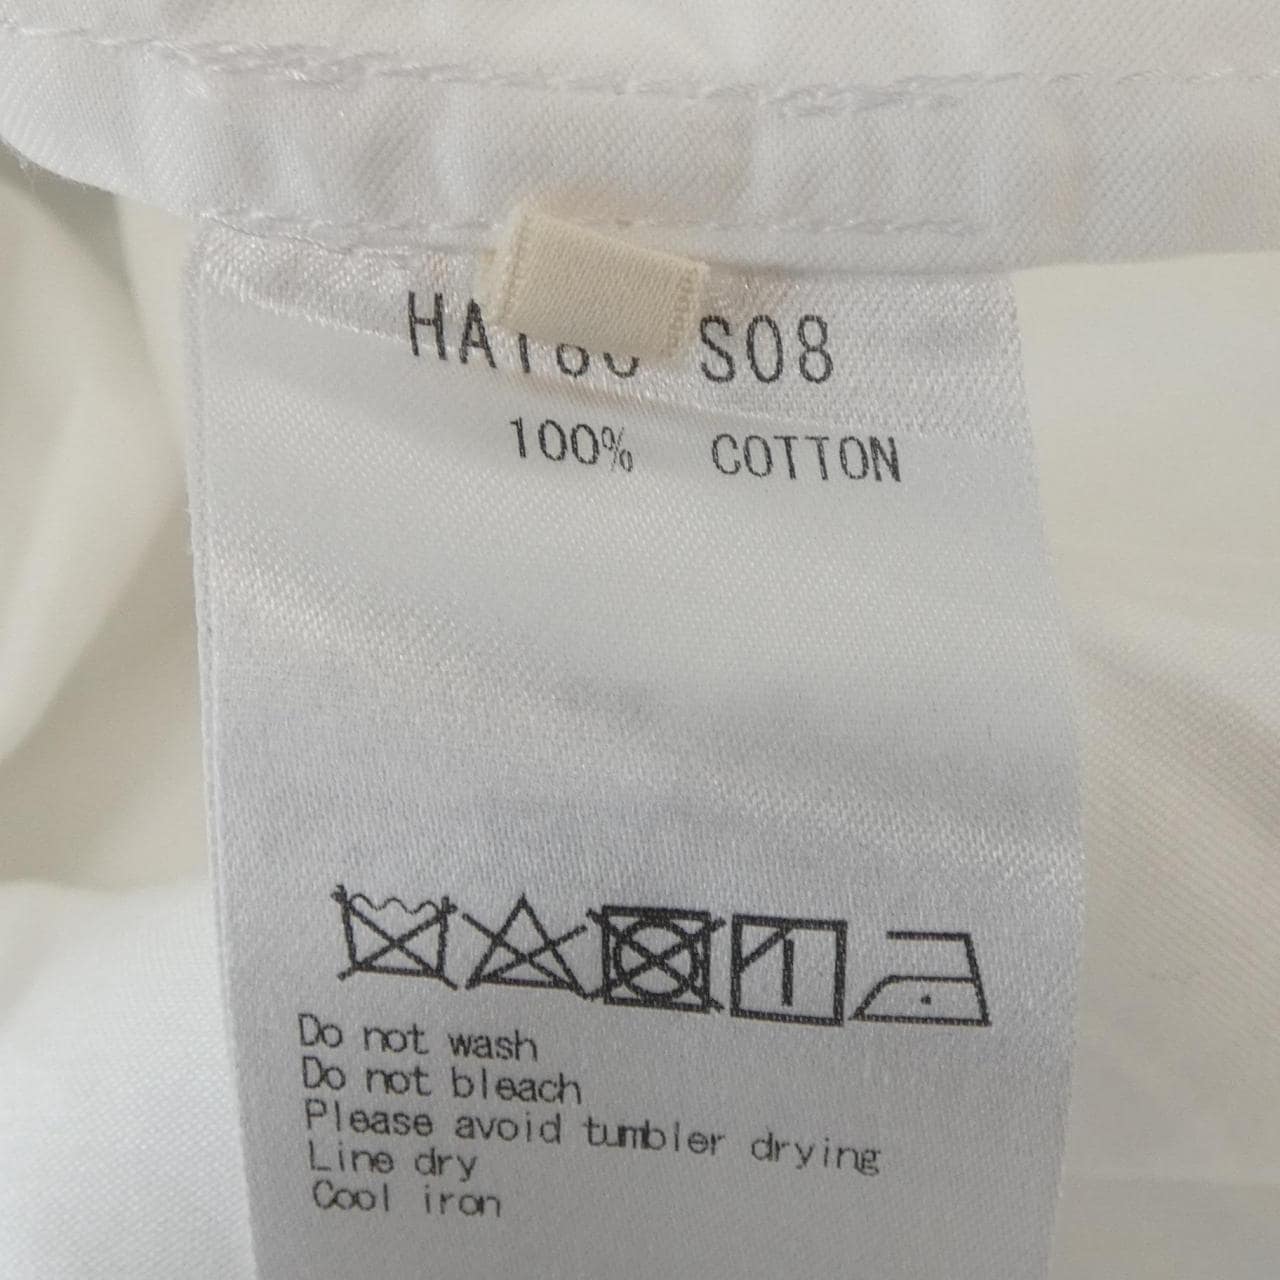 S08
100% COTTON
Do not wash
Do not bleach
Please avoid tumbler drying
Line dry
Cool iron